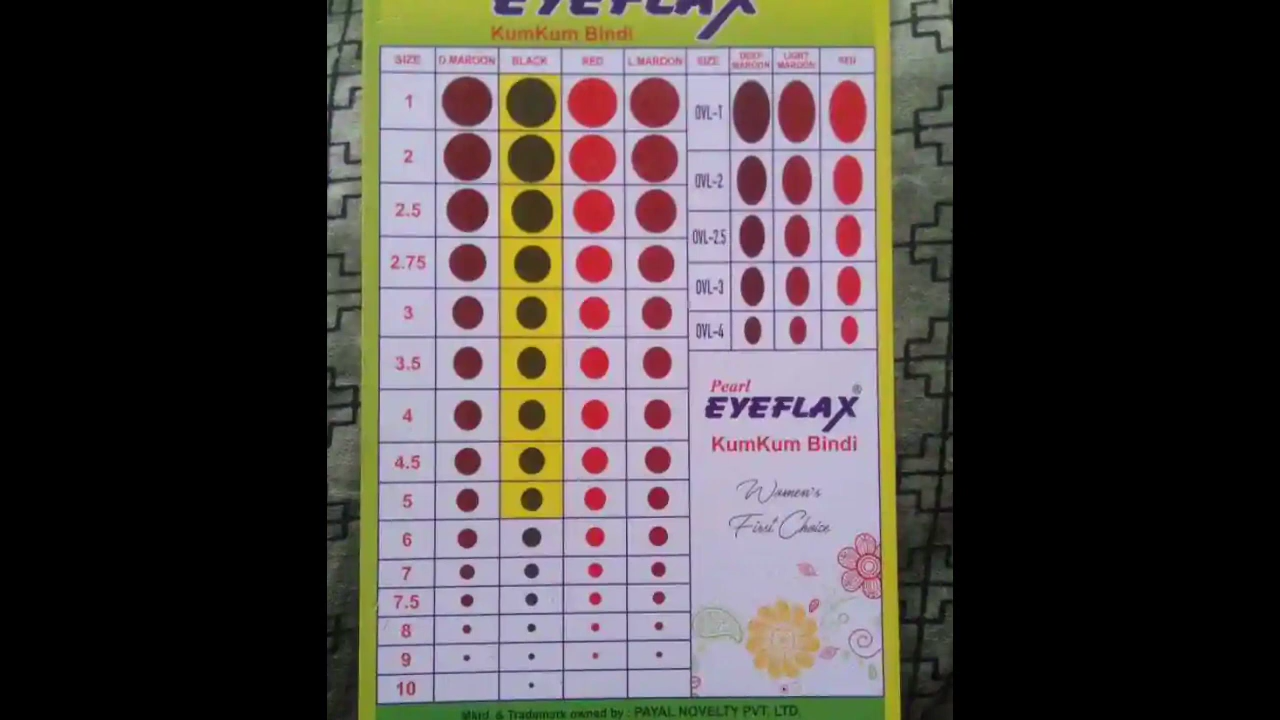 EYEFLAX
KumKum Bindi
SIZE D.MAROON BLACK RED L.MAROON SIZE DEEP MAROON LIGHT MAROON RED
1 OVL-1
2 OVL-2
2.5 OVL-2.5
2.75 OVL-3
3 OVL-4
3.5
4
4.5
5
6
7
7.5
8
9
10
Pearl
EYEFLAX®
KumKum Bindi
Women's
First Choice
Mktd. & Trademark owned by : PAYAL NOVELTY PVT. LTD.